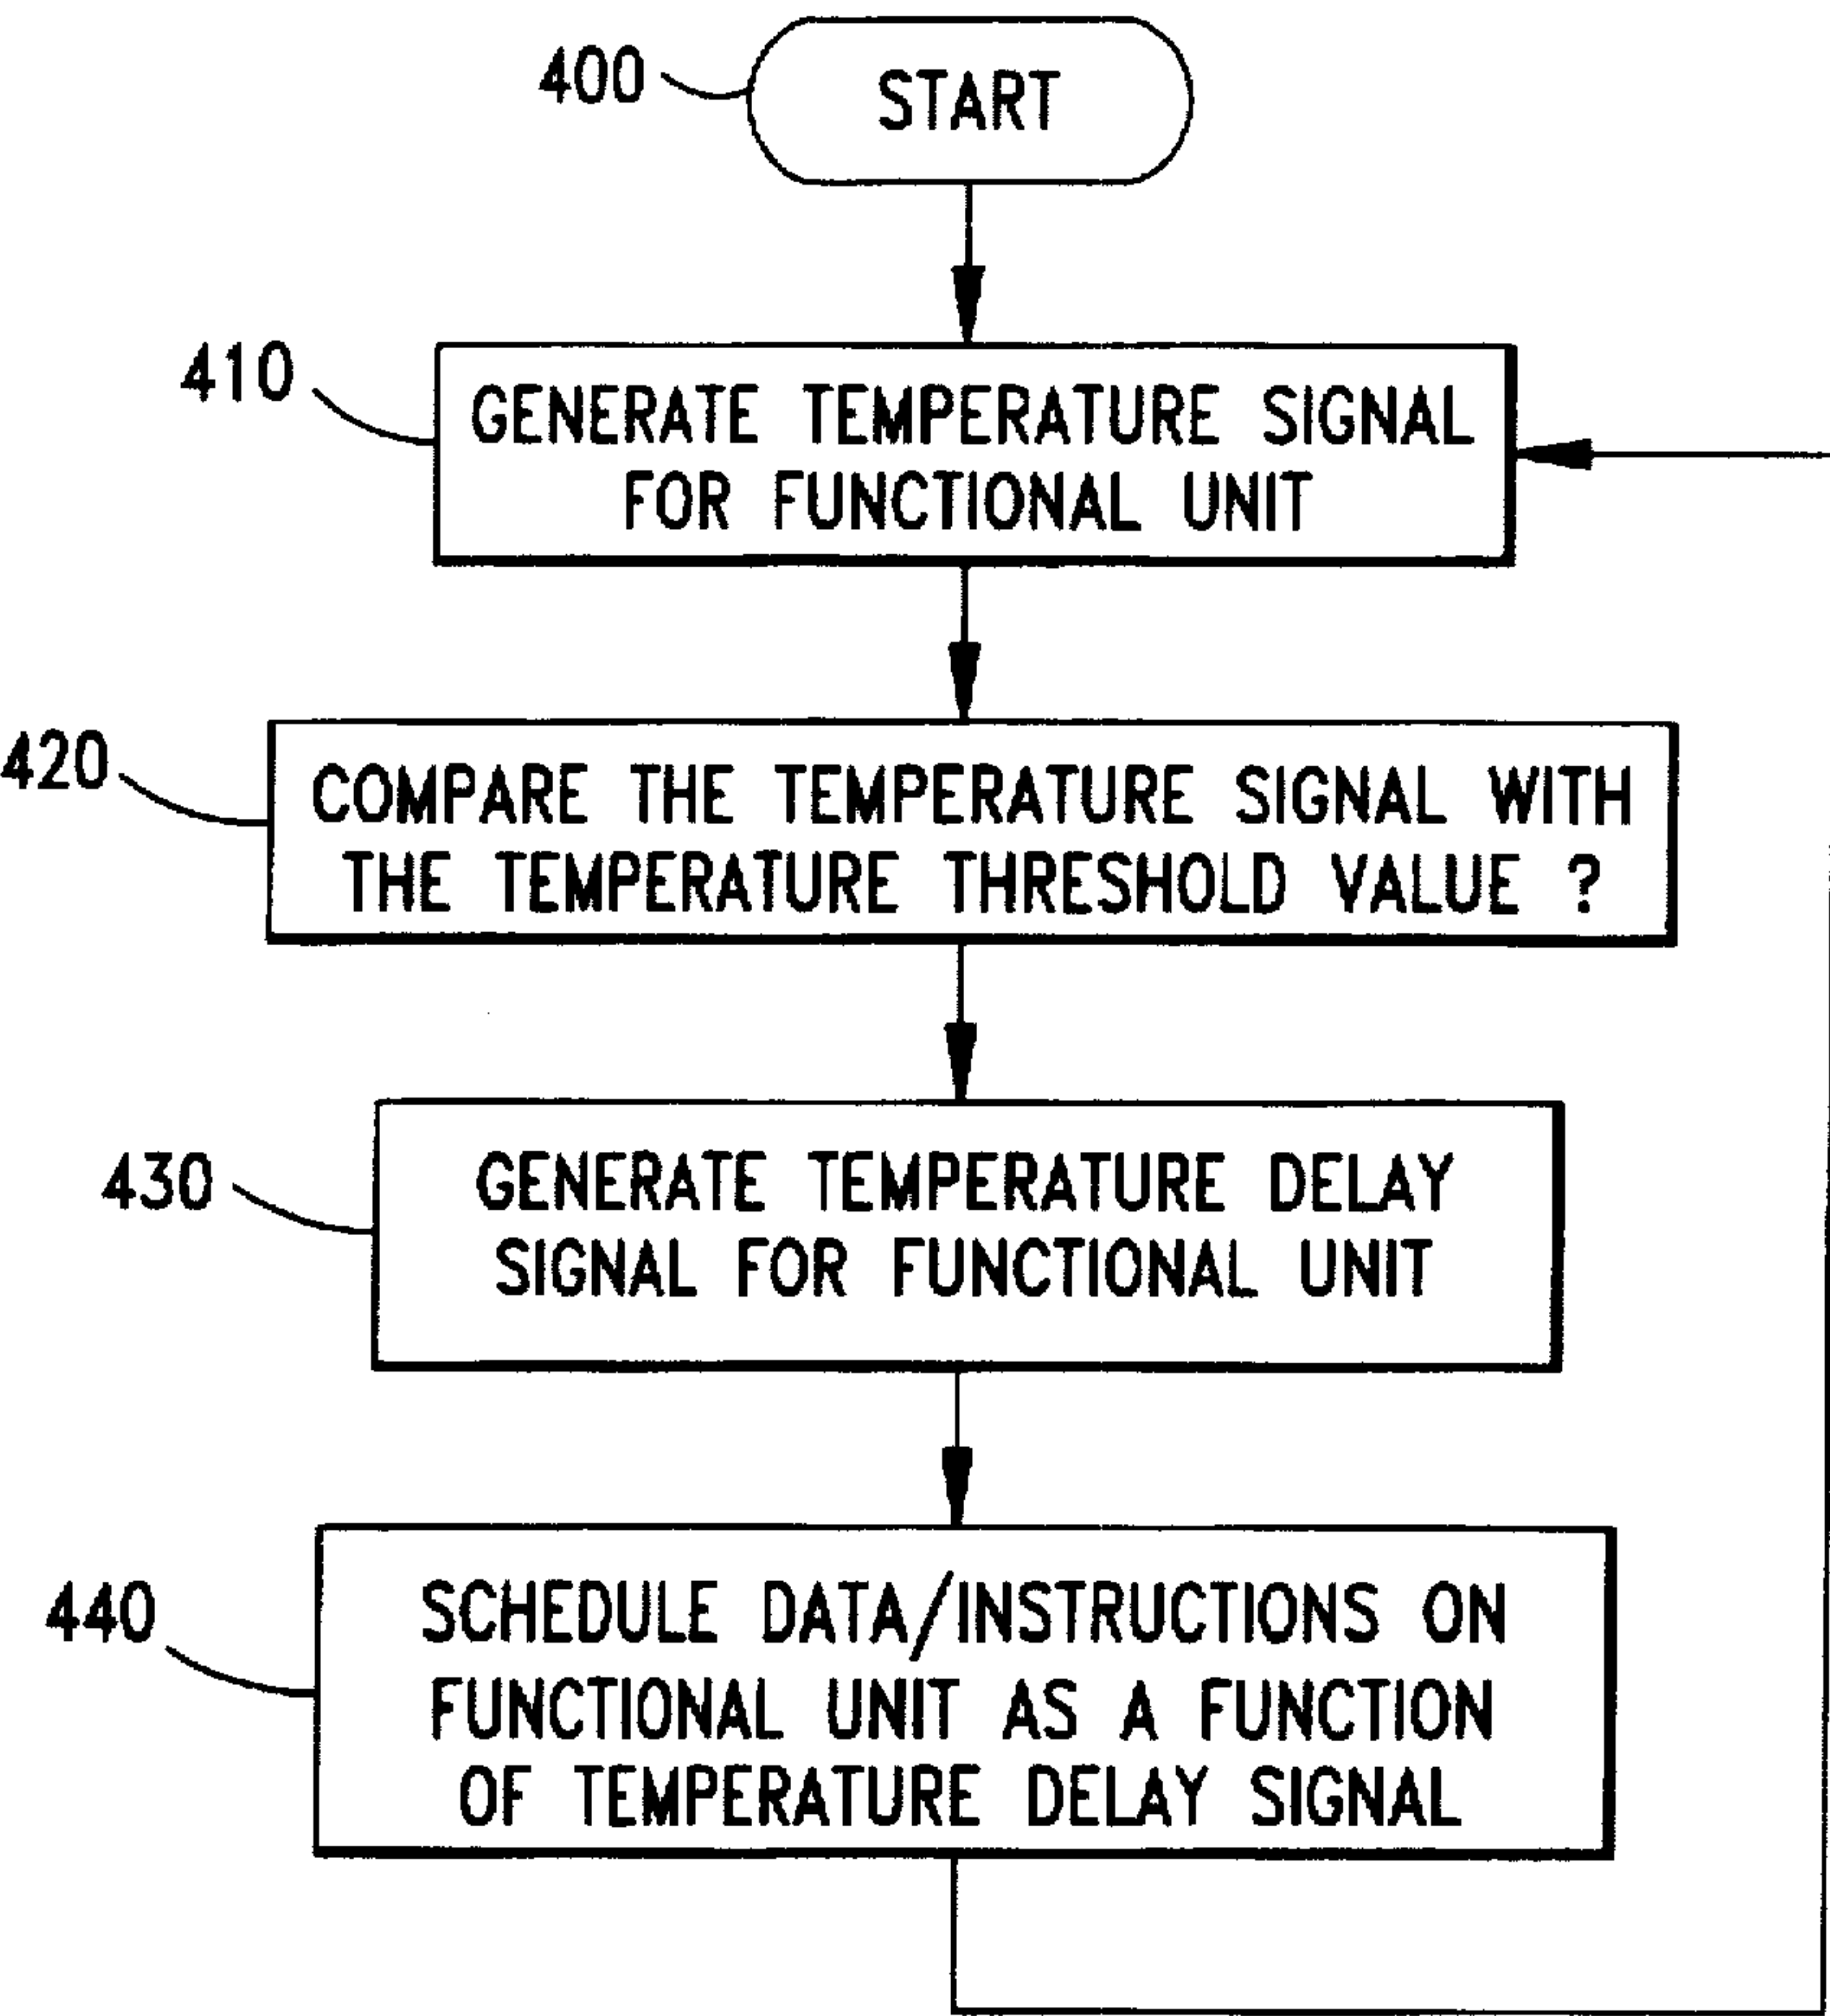 400
START
410
GENERATE TEMPERATURE SIGNAL
FOR FUNCTIONAL UNIT
420
COMPARE THE TEMPERATURE SIGNAL WITH
THE TEMPERATURE THRESHOLD VALUE ?
430
GENERATE TEMPERATURE DELAY
SIGNAL FOR FUNCTIONAL UNIT
440
SCHEDULE DATA/INSTRUCTIONS ON
FUNCTIONAL UNIT AS A FUNCTION
OF TEMPERATURE DELAY SIGNAL